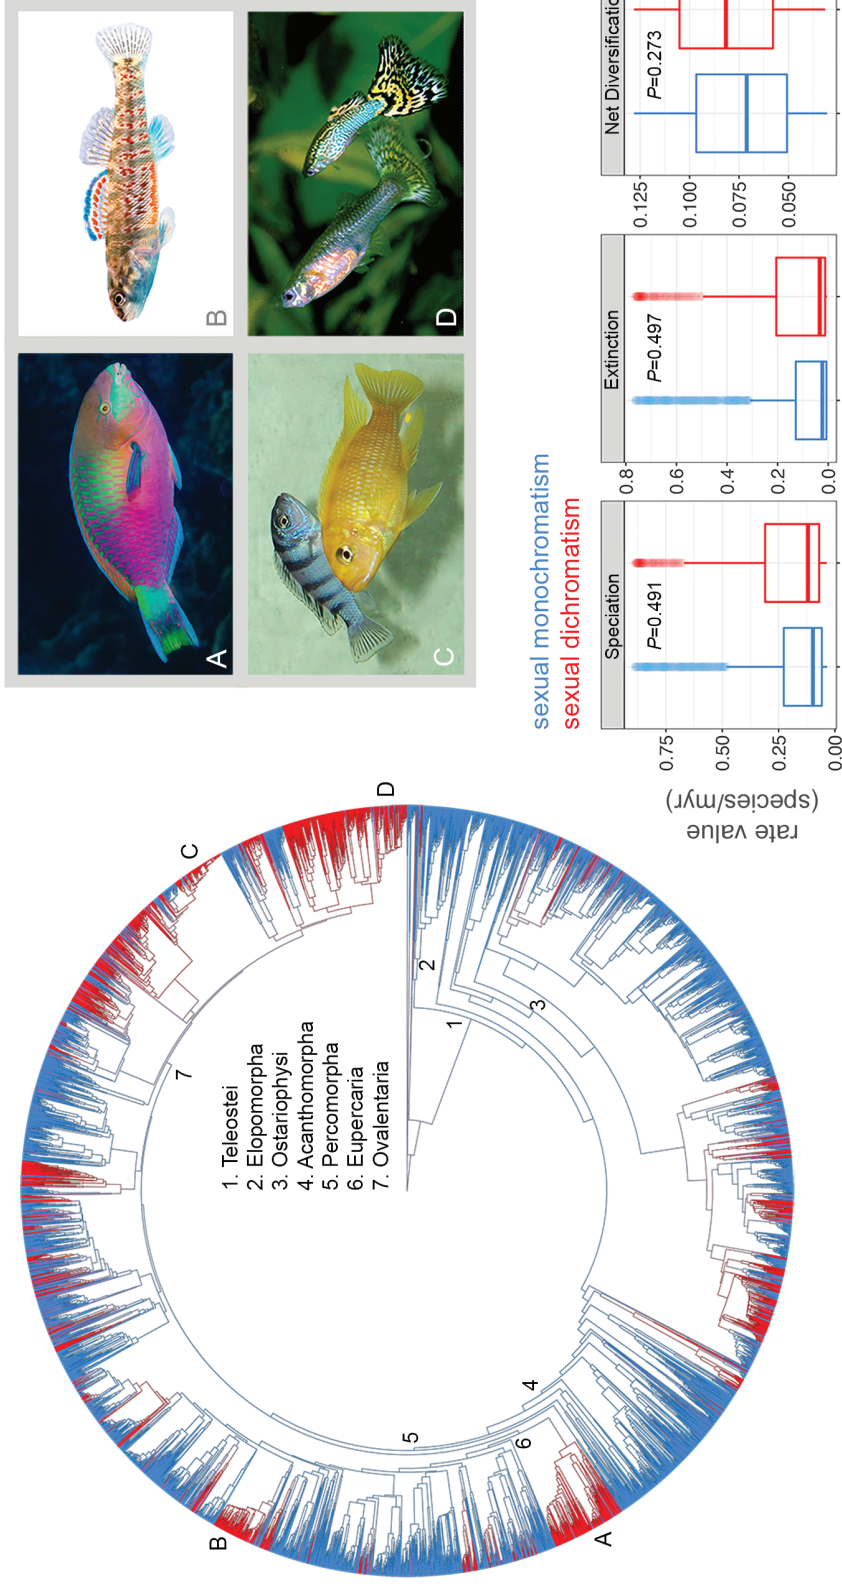 A
B
C
D
C
D
7
2
1
3
1. Teleostei
2. Elopomorpha
3. Ostariophysi
4. Acanthomorpha
5. Percomorpha
6. Eupercaria
7. Ovalentaria
5
4
6
B
A
sexual monochromatism
sexual dichromatism
rate value
(species/myr)
Speciation
P=0.491
0.75
0.50
0.25
0.00
Extinction
P=0.497
0.8
0.6
0.4
0.2
0.0
Net Diversificatio
P=0.273
0.125
0.100
0.075
0.050